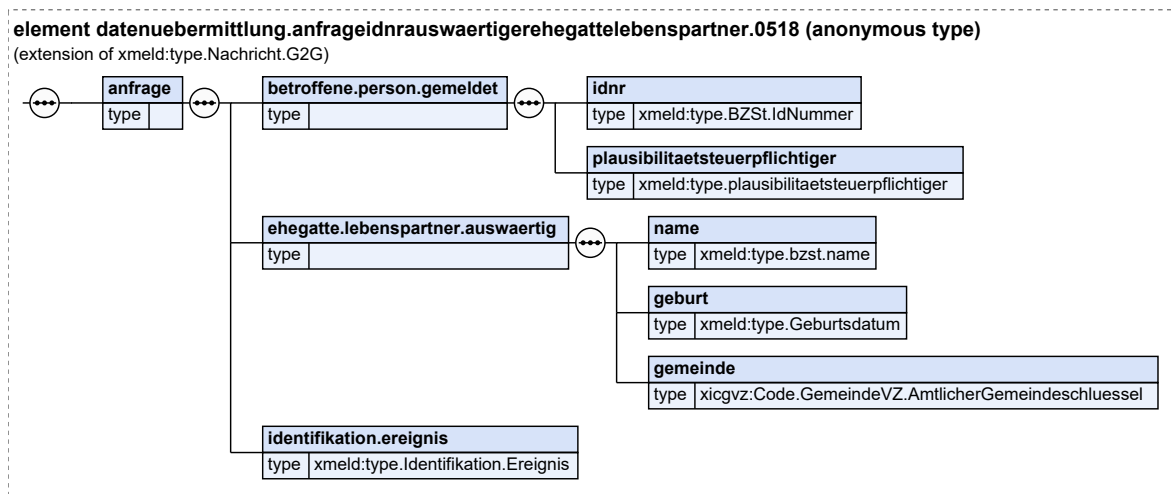 element datenuebermittlung.anfrageidnrauswaertigerehegattelebenspartner.0518 (anonymous type)
(extension of xmeld:type.Nachricht.G2G)
anfrage
type
betroffene.person.gemeldet
type
idnr
type xmeld:type.BZSt.IdNummer
plausibilitaetsteuerpflichtiger
type xmeld:type.plausibilitaetsteuerpflichtiger
ehegatte.lebenspartner.auswaertig
type
name
type xmeld:type.bzst.name
geburt
type xmeld:type.Geburtsdatum
gemeinde
type xicgvz:Code.GemeindeVZ.AmtlicherGemeindeschluessel
identifikation.ereignis
type xmeld:type.Identifikation.Ereignis